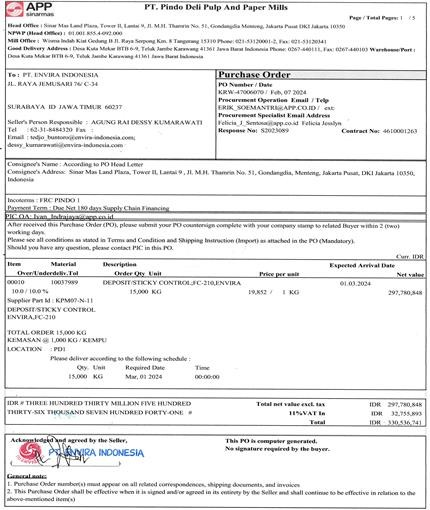 APP
sinarmas
PT. Pindo Deli Pulp And Paper Mills
Page / Total Pages: 1 / 5
Head Office : Sinar Mas Land Plaza, Tower II, Lantai 9, Jl. M.H. Thamrin No. 51, Gondangdia Menteng, Jakarta Pusat DKI Jakarta 10350
NPWP (Head Office) : 01.001.855.4-092.000
Mill Office : Wisma Indah Kiat Gedung B Jl. Raya Serpong Km. 8 Tangerang 15310 Phone: 021-53120001-2, Fax: 021-53120341
Good Delivery Address : Desa Kuta Mekar BTB 6-9, Teluk Jambe Karawang 41361 Jawa Barat Indonesia Phone: 0267-440111, Fax: 0267-440103 Warehouse/Port :
Desa Kuta Mekar BTB 6-9, Teluk Jambe Karawang 41361 Jawa Barat Indonesia
To : PT. ENVIRA INDONESIA
JL. RAYA JEMURSARI 76/ C-34
SURABAYA ID JAWA TIMUR 60237
Seller's Person Responsible : AGUNG RAI DESSY KUMARAWATI
Tel : 62-31-8484320 Fax :
Email : tedjo_buntoro@envira-indonesia.com;
dessy_kumarawati@envira-indonesia.com
Purchase Order
PO Number / Date
KRW-47006070 / Feb, 07 2024
Procurement Operation Email / Telp
ERIK_SOEMANTRI@APP.CO.ID / ext:
Procurement Specialist Email Address
Felicia_J_Sentosa@app.co.id Felicia Jesslyn
Response No: S2023089 Contract No: 4610001263
Consignee's Name : According to PO Head Letter
Consignee's Address: Sinar Mas Land Plaza, Tower II, Lantai 9, Jl. M.H. Thamrin No. 51, Gondangdia, Menteng, Jakarta Pusat, DKI Jakarta 10350,
Indonesia
Incoterms : FRC PINDO 1
Payment Term : Due Net 180 days Supply Chain Financing
PIC QA: Ivan_Indrajaya@app.co.id
After received this Purchase Order (PO), please submit your PO countersign complete with your company stamp to related Buyer within 2 (two)
working days.
Please see all conditions as stated in Terms and Condition and Shipping Instruction (Import) as attached in the PO (Mandatory).
Should you have any question, please contact PIC in this PO.
Curr. IDR
Item Material Description Expected Arrival Date
Over/Underdeliv.Tol Order Qty Unit Price per unit Net value
00010 10037989 DEPOSIT/STICKY CONTROL;FC-210,ENVIRA 01.03.2024
10.0 / 10.0 % 15,000 KG 19,852 / 1 KG 297,780,848
Supplier Part Id : KPM07-N-11
DEPOSIT/STICKY CONTROL
ENVIRA,FC-210
TOTAL ORDER 15,000 KG
KEMASAN @ 1,000 KG / KEMPU
LOCATION : PD1
Please deliver according to the following schedule :
Qty. Unit Required Date Time
15,000 KG Mar, 01 2024 00:00:00
IDR # THREE HUNDRED THIRTY MILLION FIVE HUNDRED
THIRTY-SIX THOUSAND SEVEN HUNDRED FORTY-ONE #
Total net value excl. tax IDR 297,780,848
11%VAT In IDR 32,755,893
Total IDR 330,536,741
Acknowledged and agreed by the Seller,
PT. ENVIRA INDONESIA
This PO is computer generated.
No signature required by the buyer.
General note:
1. Purchase Order number(s) must appear on all related correspondences, shipping documents, and invoices
2. This Purchase Order shall be effective when it is signed and/or agreed in its entirety by the Seller and shall continue to be effective in relation to the
above-mentioned item(s)